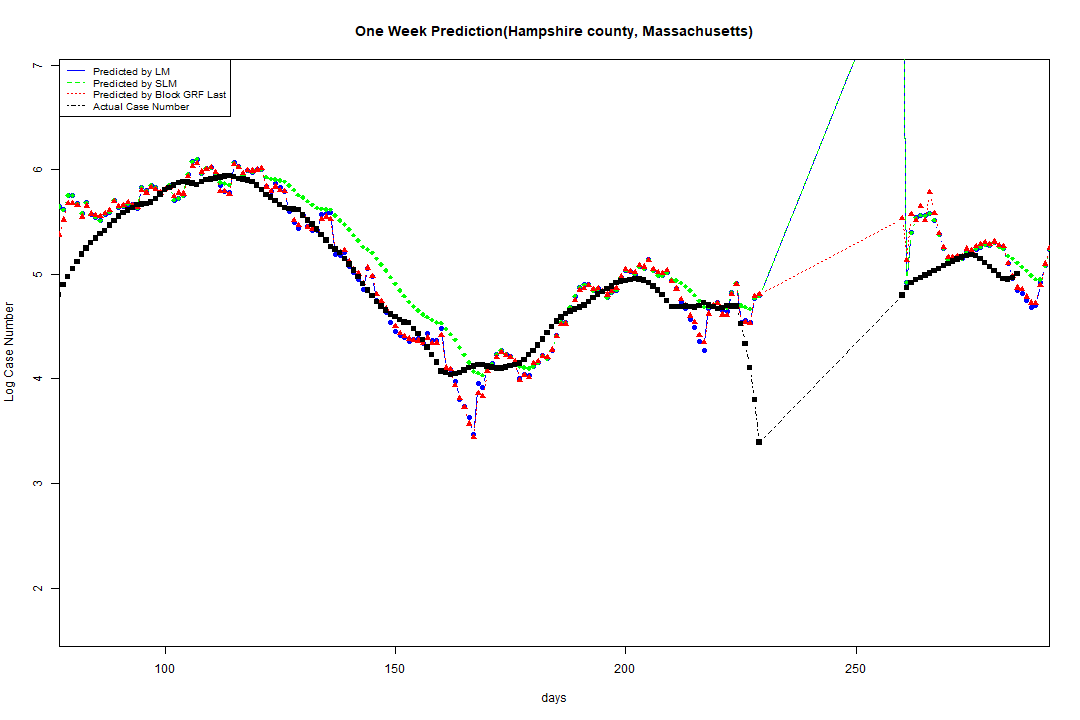 One Week Prediction(Hampshire county, Massachusetts)
Predicted by LM
Predicted by SLM
Predicted by Block GRF Last
Actual Case Number
7
6
5
4
3
2
Log Case Number
100 150 200 250
days